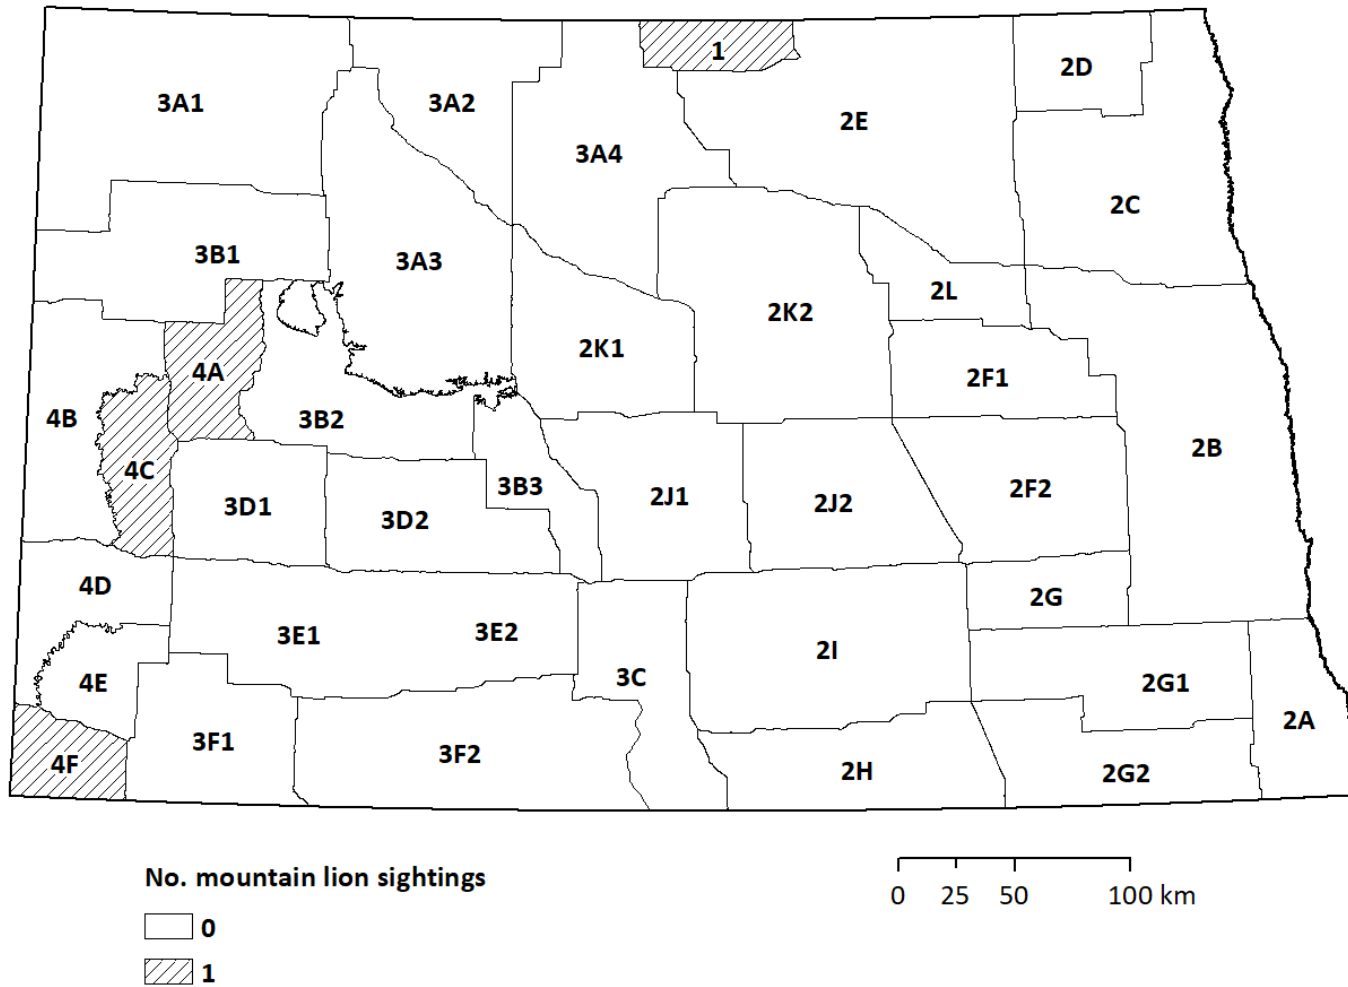 1
2D
3A1
3A2
2E
3A4
2C
3B1
3A3
2L
2K2
2K1
4A
2F1
4B
3B2
2B
4C
3B3
2F2
3D1
2J1
2J2
3D2
4D
2G
3E1
3E2
2I
3C
4E
2G1
2A
3F1
3F2
4F
2H
2G2
No. mountain lion sightings
0
1
0 25 50 100 km